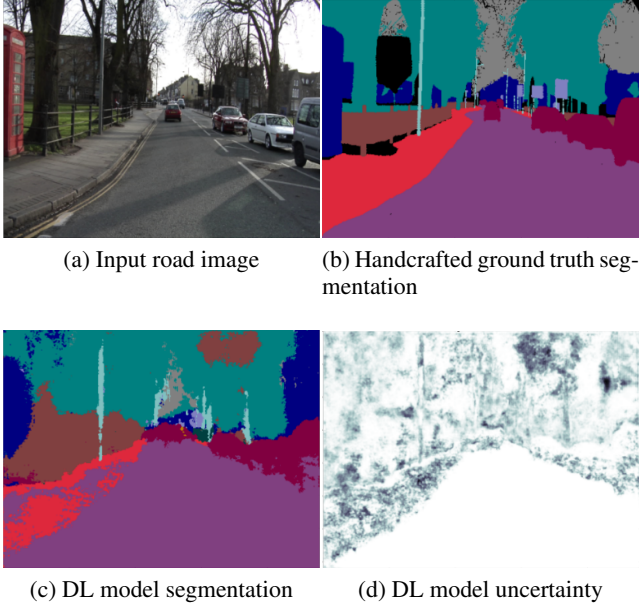 (a) Input road image
(b) Handcrafted ground truth seg-
mentation
(c) DL model segmentation
(d) DL model uncertainty